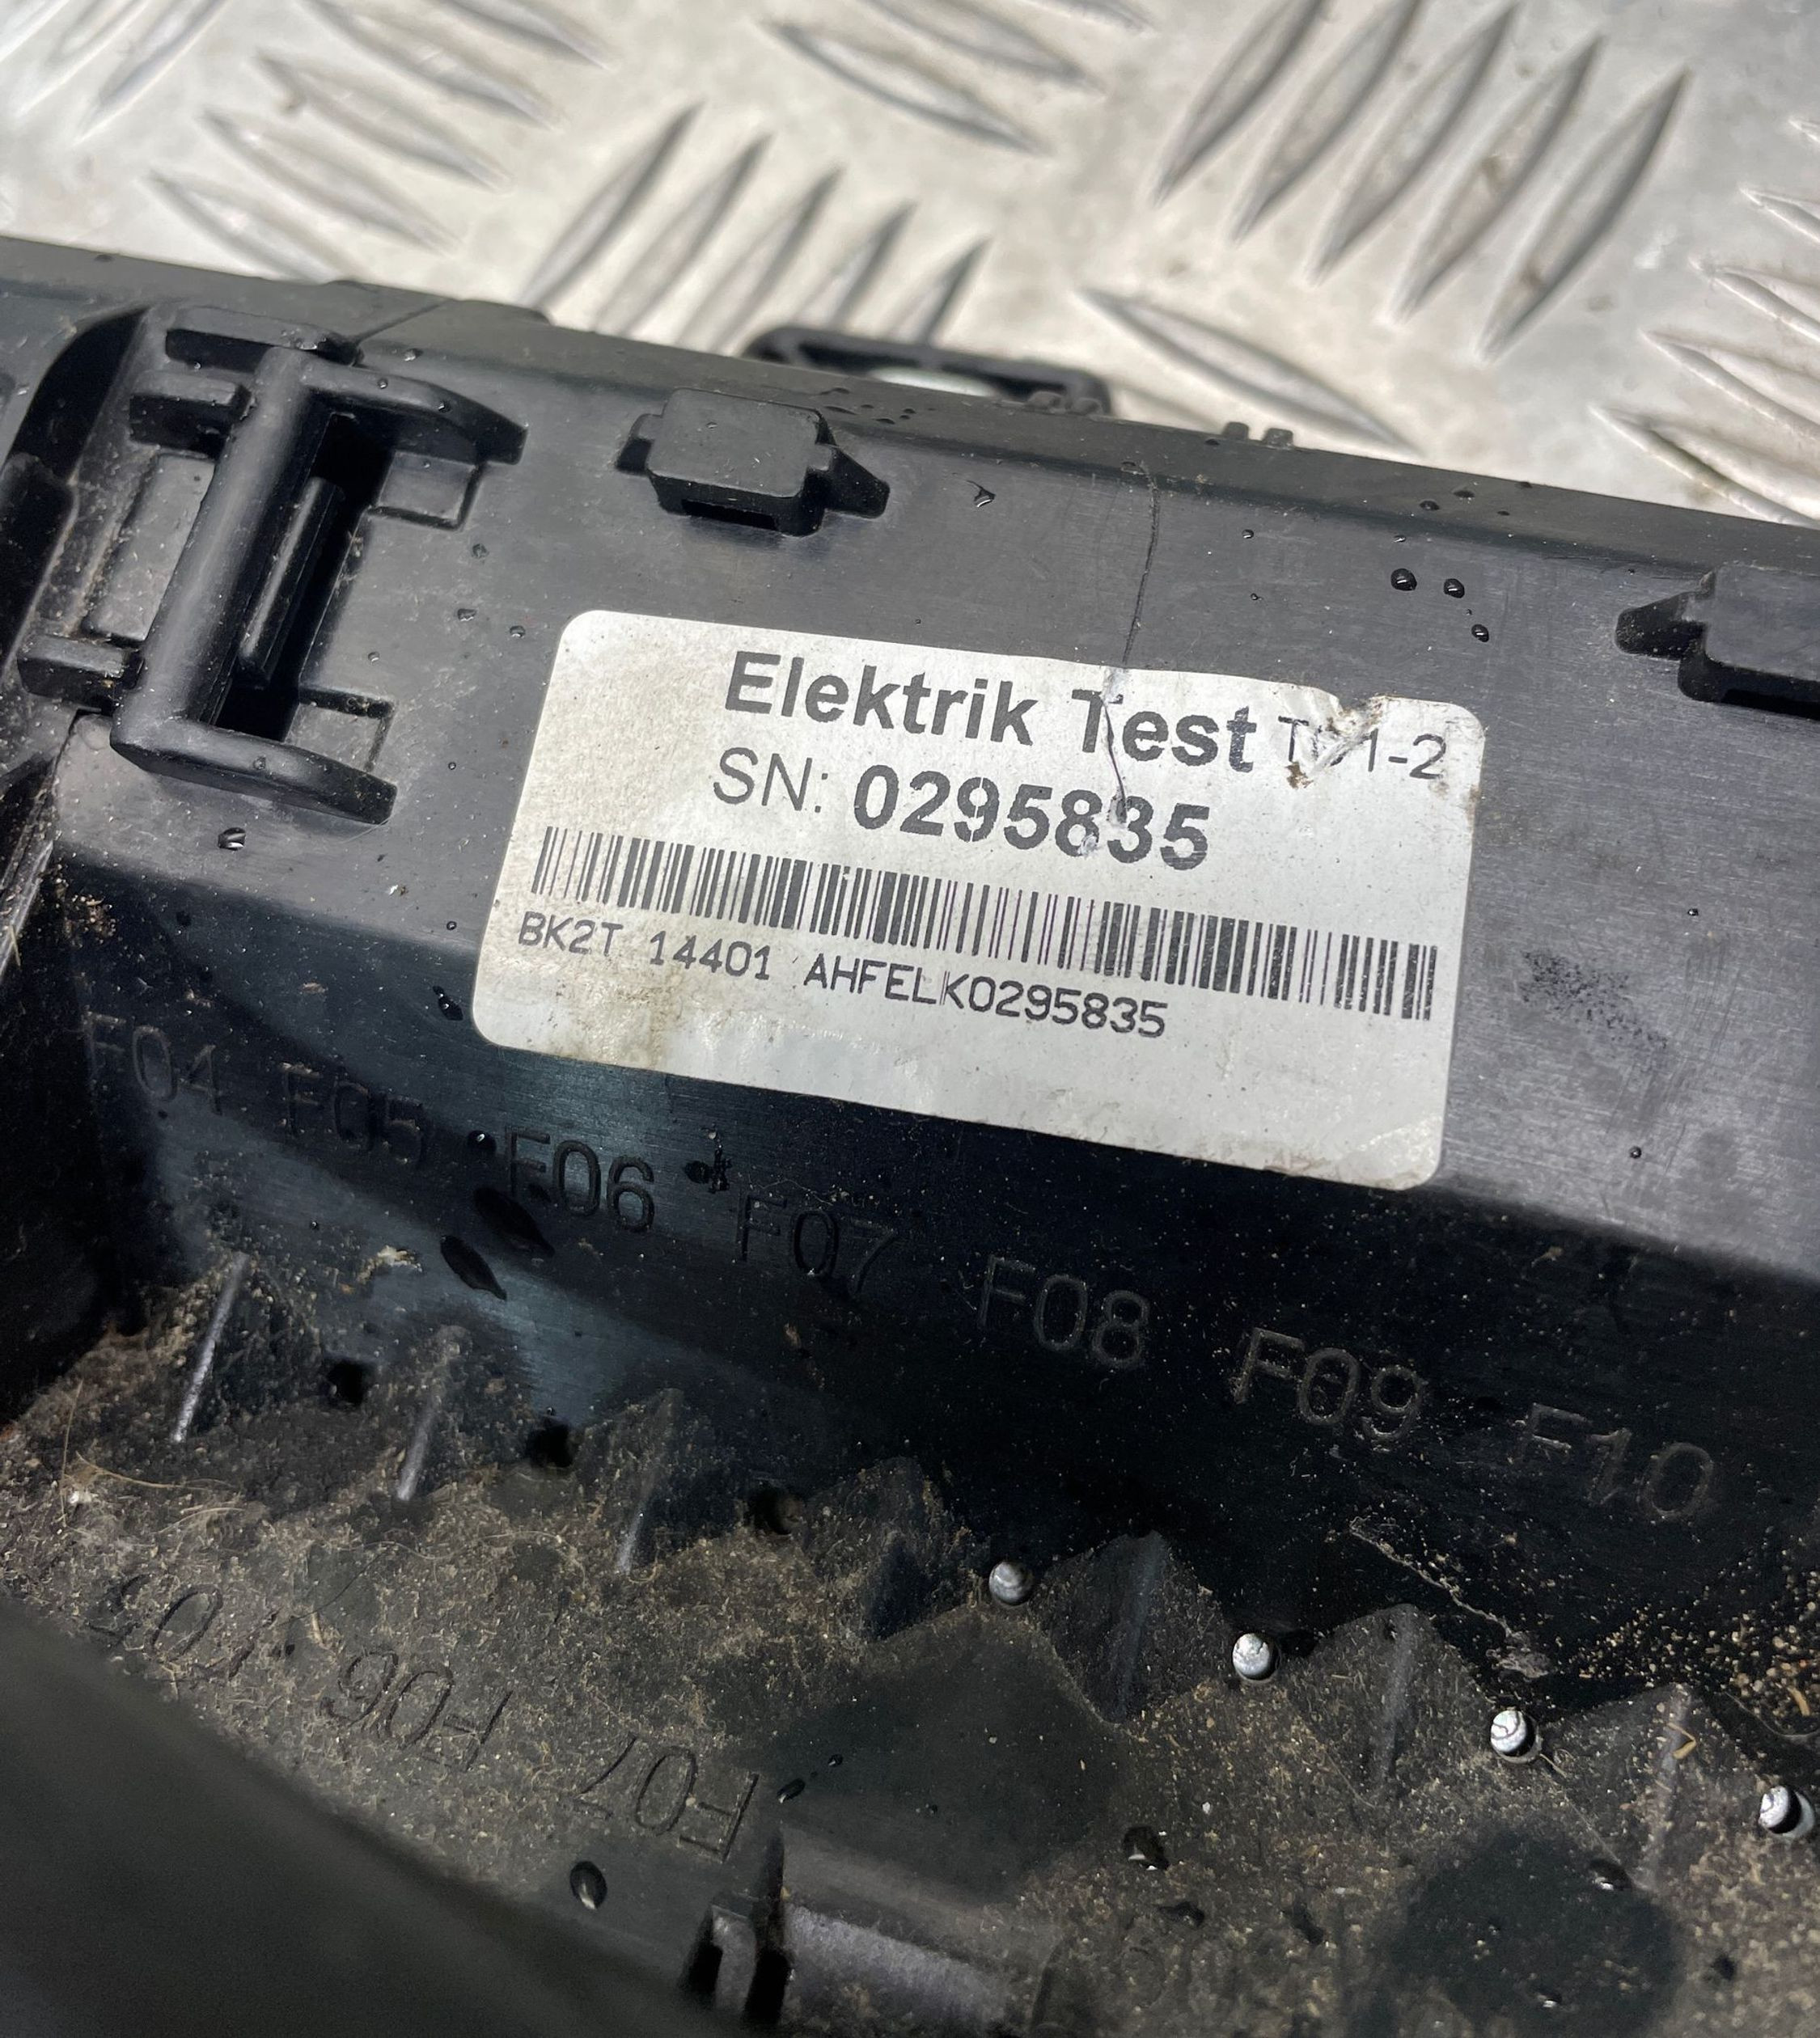 Elektrik Test
SN: 0295835
BK2T 14401 AHFELK0295835
F04 F05 F06 F07 F08 F09 F10
F07 F06 F05